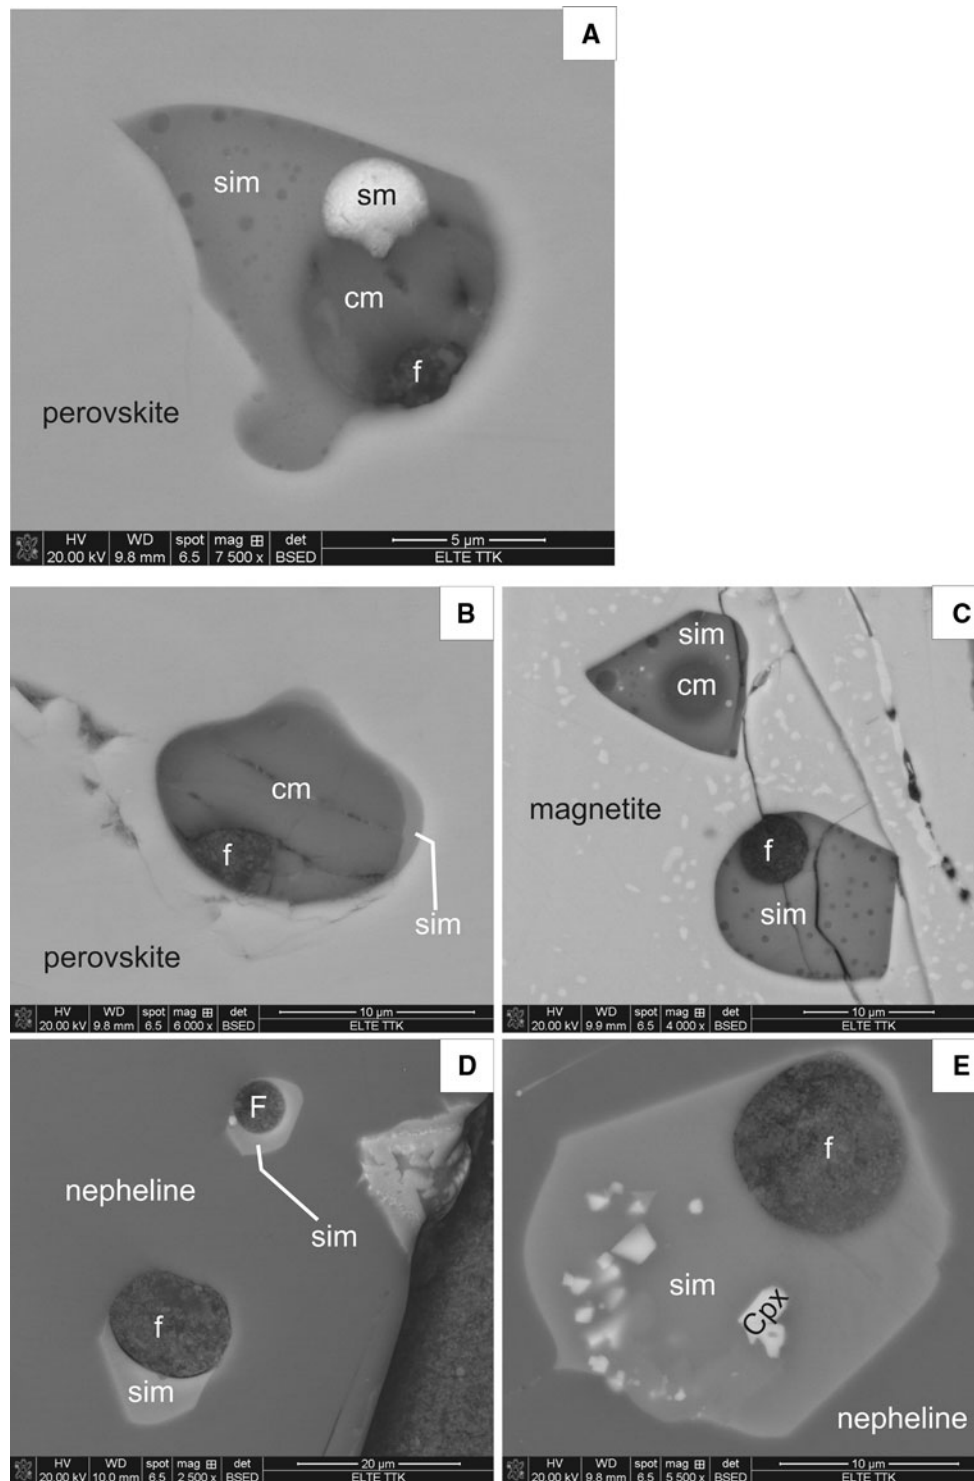 A
sim
sm
cm
f
perovskite
HV WD spot mag ⊞ det 5 µm
20.00 kV 9.8 mm 6.5 7 500 x BSED ELTE TTK
B
cm
f
sim
perovskite
HV WD spot mag ⊞ det 10 µm
20.00 kV 9.8 mm 6.5 6 000 x BSED ELTE TTK
C
sim
cm
magnetite
f
sim
HV WD spot mag ⊞ det 10 µm
20.00 kV 9.9 mm 6.5 4 000 x BSED ELTE TTK
D
F
nepheline
sim
f
sim
HV WD spot mag ⊞ det 20 µm
20.00 kV 10.0 mm 6.5 2 500 x BSED ELTE TTK
E
f
sim
Cpx
nepheline
HV WD spot mag ⊞ det 10 µm
20.00 kV 9.8 mm 6.5 5 500 x BSED ELTE TTK